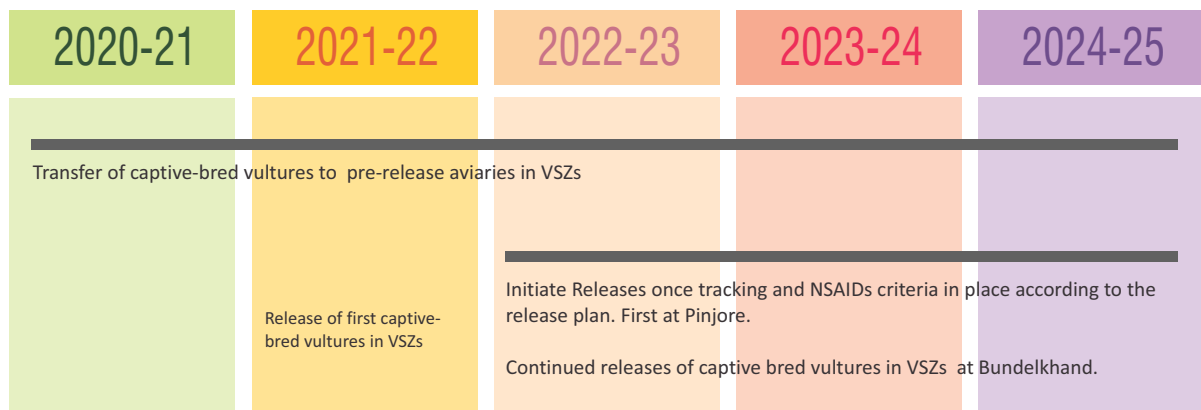 2020-21
2021-22
2022-23
2023-24
2024-25
Transfer of captive-bred vultures to pre-release aviaries in VSZs
Release of first captive-
bred vultures in VSZs
Initiate Releases once tracking and NSAIDs criteria in place according to the
release plan. First at Pinjore.
Continued releases of captive bred vultures in VSZs at Bundelkhand.